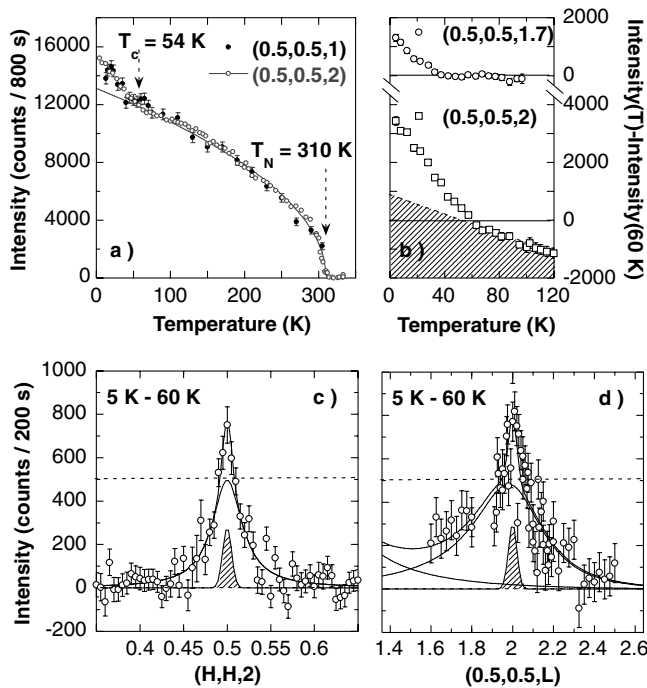 a )
T_c = 54 K
(0.5,0.5,1)
(0.5,0.5,2)
T_N = 310 K
16000
12000
8000
4000
0
Intensity (counts / 800 s)
0 100 200 300
Temperature (K)
(0.5,0.5,1.7)
(0.5,0.5,2)
b )
2000
0
4000
2000
0
-2000
Intensity(T)-Intensity(60 K)
0 20 40 60 80 100 120
Temperature (K)
5 K - 60 K c )
1000
800
600
400
200
0
-200
Intensity (counts / 200 s)
0.4 0.45 0.5 0.55 0.6
(H,H,2)
5 K - 60 K d )
1.4 1.6 1.8 2 2.2 2.4 2.6
(0.5,0.5,L)